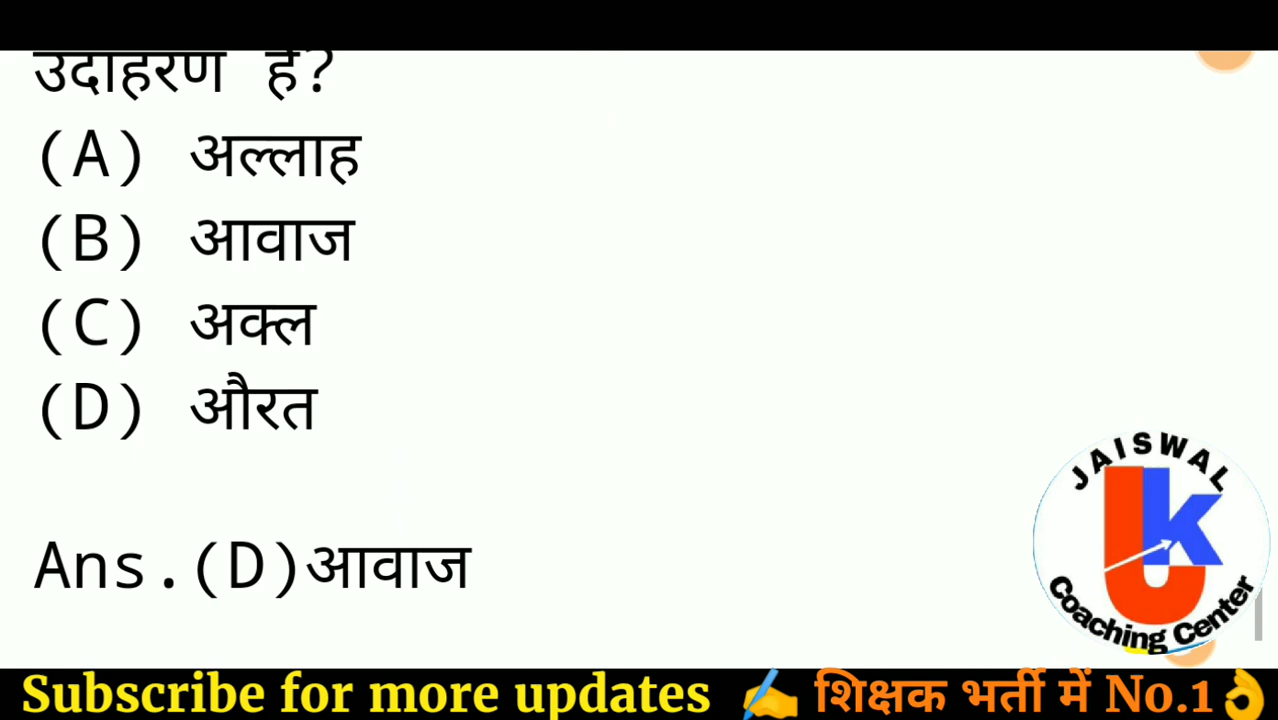 उदाहरण है?
(A) अल्लाह
(B) आवाज
(C) अक्ल
(D) औरत
Ans.(D)आवाज
JAISWAL
UK
Coaching Center
Subscribe for more updates ✍️ शिक्षक भर्ती में No.1👌